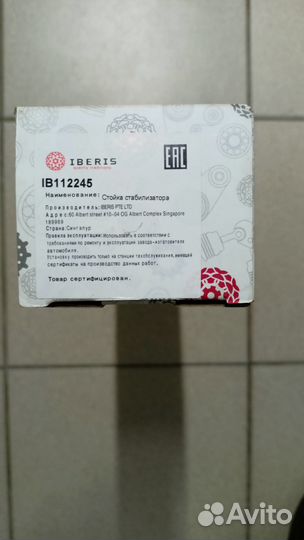 IBERIS
EAC
IB112245
Наименование: Стойка стабилизатора
Производитель: IBERIS PTE LTD
Адрес: 60 Albert street #10-04 OG Albert Complex Singapore
189969
Страна: Сингапур
Правила эксплуатации: Использовать в соответствии с
требованиями по ремонту и эксплуатации завода-изготовителя
автомобиля.
Установку производить только на станции техобслуживания, имеющей
сертификаты на производство данных работ.
Товар сертифицирован.
Avito